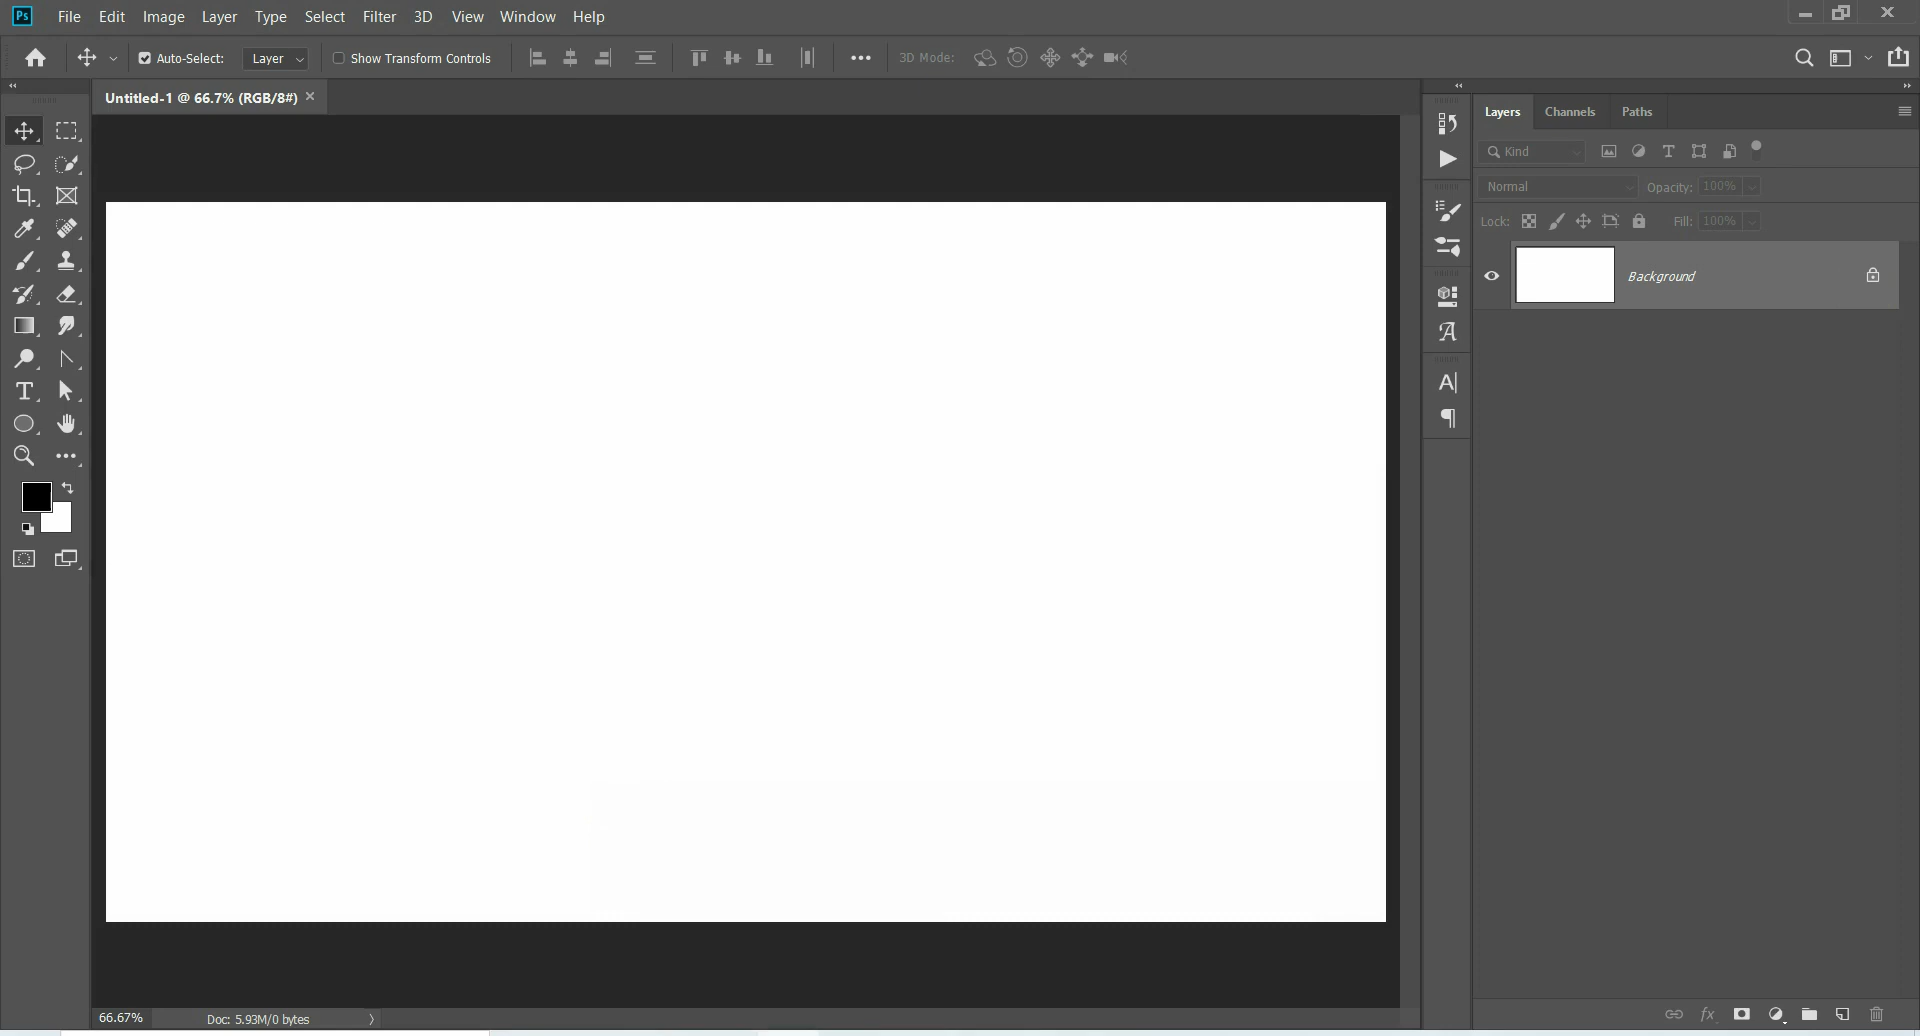 Ps File Edit Image Layer Type Select Filter 3D View Window Help
Auto-Select: Layer Show Transform Controls 3D Mode:
Untitled-1 @ 66.7% (RGB/8#)
Layers Channels Paths
Kind
Normal Opacity: 100%
Lock: Fill: 100%
Background
66.67% Doc: 5.93M/0 bytes